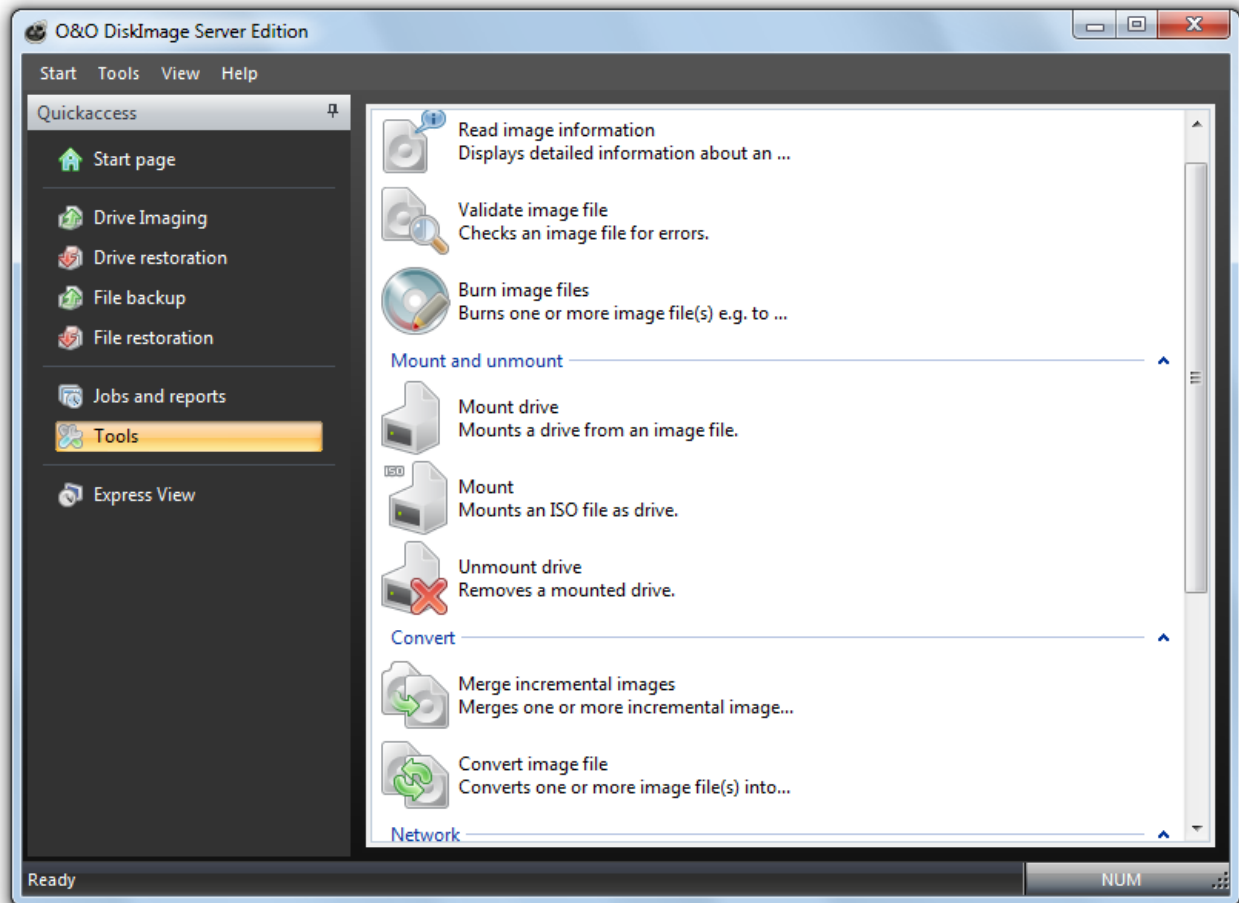 O&O DiskImage Server Edition
Start Tools View Help
Quickaccess
Start page
Drive Imaging
Drive restoration
File backup
File restoration
Jobs and reports
Tools
Express View
Read image information
Displays detailed information about an ...
Validate image file
Checks an image file for errors.
Burn image files
Burns one or more image file(s) e.g. to ...
Mount and unmount
Mount drive
Mounts a drive from an image file.
ISO
Mount
Mounts an ISO file as drive.
Unmount drive
Removes a mounted drive.
Convert
Merge incremental images
Merges one or more incremental image...
Convert image file
Converts one or more image file(s) into...
Network
Ready
NUM